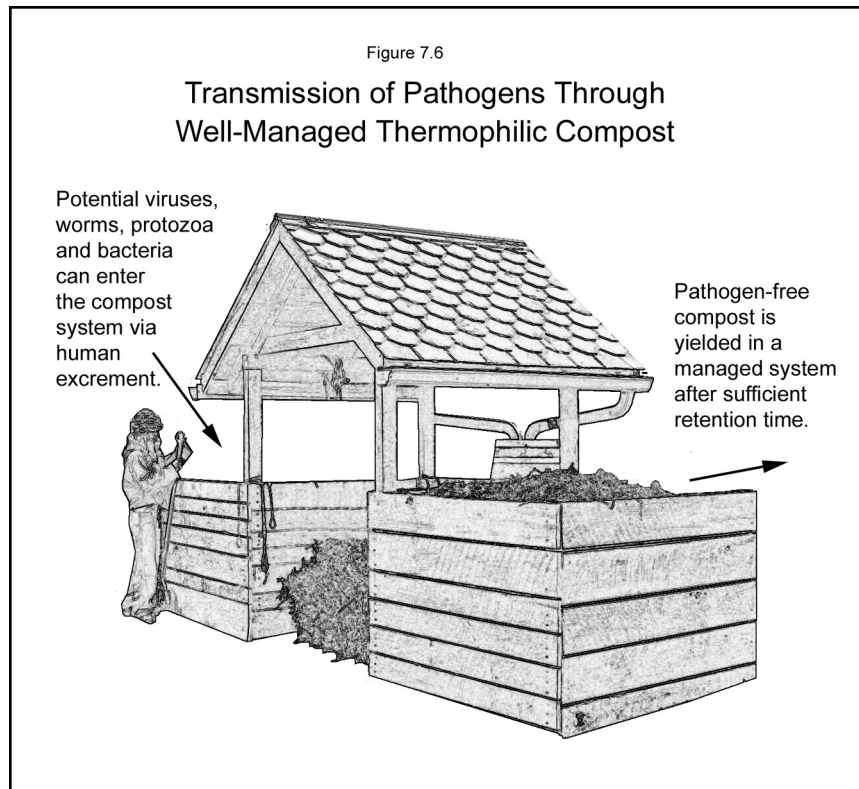 Figure 7.6
Transmission of Pathogens Through
Well-Managed Thermophilic Compost
Potential viruses,
worms, protozoa
and bacteria
can enter
the compost
system via
human
excrement.
Pathogen-free
compost is
yielded in a
managed system
after sufficient
retention time.